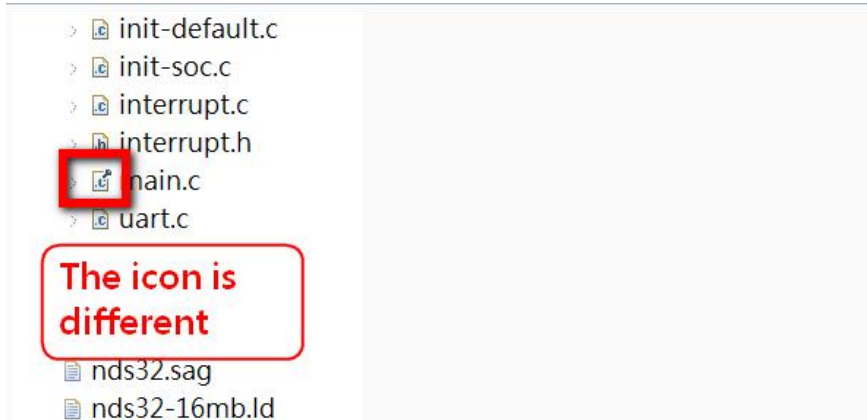 init-default.c
init-soc.c
interrupt.c
interrupt.h
main.c
uart.c
The icon is
different
nds32.sag
nds32-16mb.ld